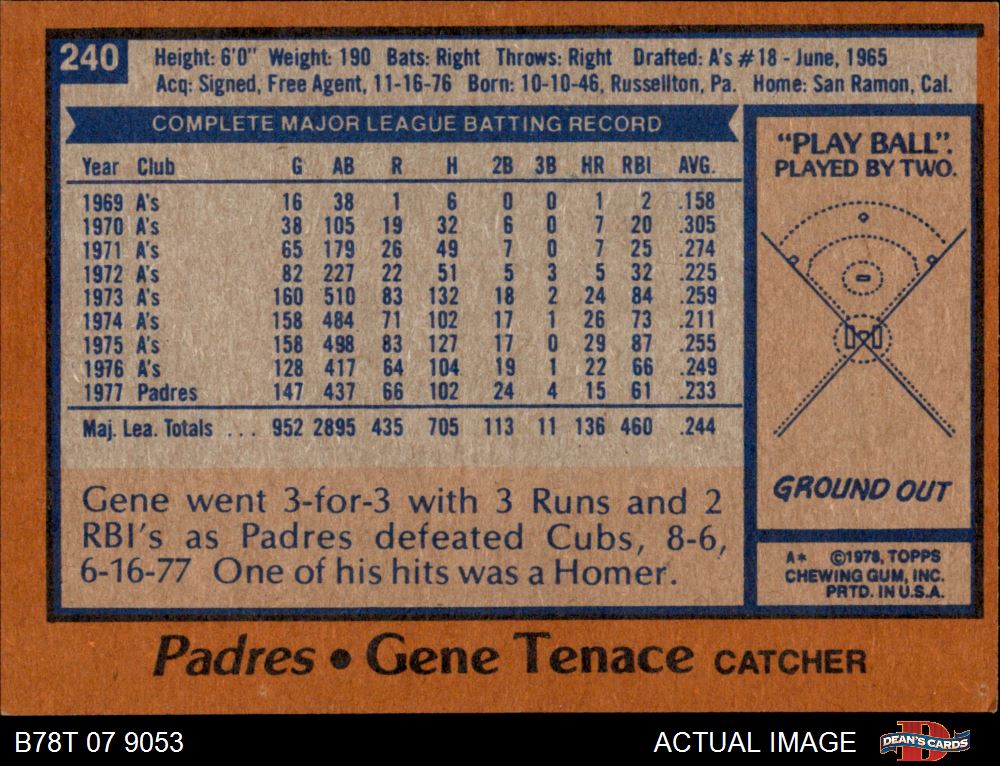 240
Height: 6'0" Weight: 190 Bats: Right Throws: Right Drafted: A's #18 - June, 1965
Acq: Signed, Free Agent, 11-16-76 Born: 10-10-46, Russellton, Pa. Home: San Ramon, Cal.
COMPLETE MAJOR LEAGUE BATTING RECORD
Year Club G AB R H 2B 3B HR RBI AVG.
1969 A's 16 38 1 6 0 0 1 2 .158
1970 A's 38 105 19 32 6 0 7 20 .305
1971 A's 65 179 26 49 7 0 7 25 .274
1972 A's 82 227 22 51 5 3 5 32 .225
1973 A's 160 510 83 132 18 2 24 84 .259
1974 A's 158 484 71 102 17 1 26 73 .211
1975 A's 158 498 83 127 17 0 29 87 .255
1976 A's 128 417 64 104 19 1 22 66 .249
1977 Padres 147 437 66 102 24 4 15 61 .233
Maj. Lea. Totals ... 952 2895 435 705 113 11 136 460 .244
Gene went 3-for-3 with 3 Runs and 2
RBI's as Padres defeated Cubs, 8-6,
6-16-77 One of his hits was a Homer.
"PLAY BALL".
PLAYED BY TWO.
GROUND OUT
A* ©1978, TOPPS
CHEWING GUM, INC.
PRTD. IN U.S.A.
Padres • Gene Tenace CATCHER
B78T 07 9053
ACTUAL IMAGE
DEAN'S CARDS